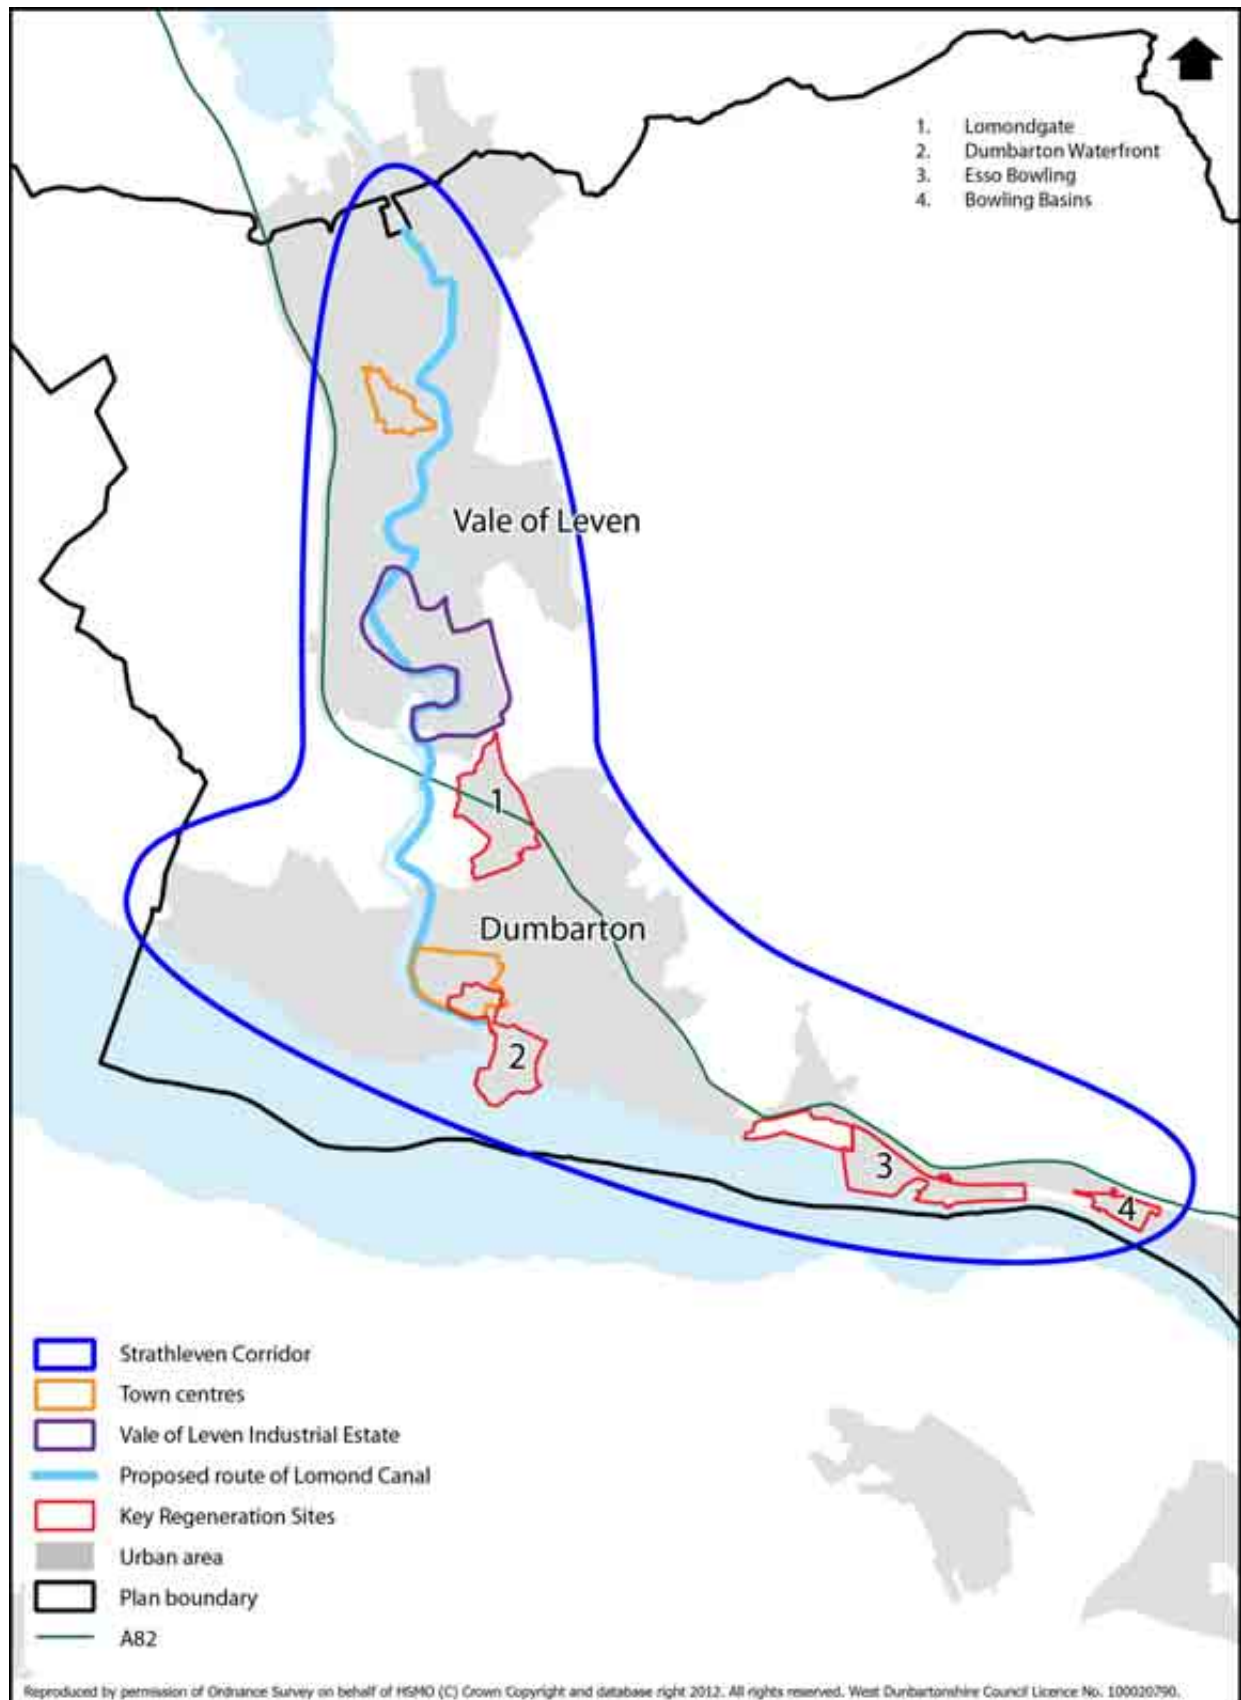 1. Lomondgate
2. Dumbarton Waterfront
3. Esso Bowling
4. Bowling Basins
Vale of Leven
1
Dumbarton
2
3
4
Strathleven Corridor
Town centres
Vale of Leven Industrial Estate
Proposed route of Lomond Canal
Key Regeneration Sites
Urban area
Plan boundary
A82
Reproduced by permission of Ordnance Survey on behalf of HSMO (C) Crown Copyright and database right 2012. All rights reserved. West Dunbartonshire Council Licence No. 100020790.